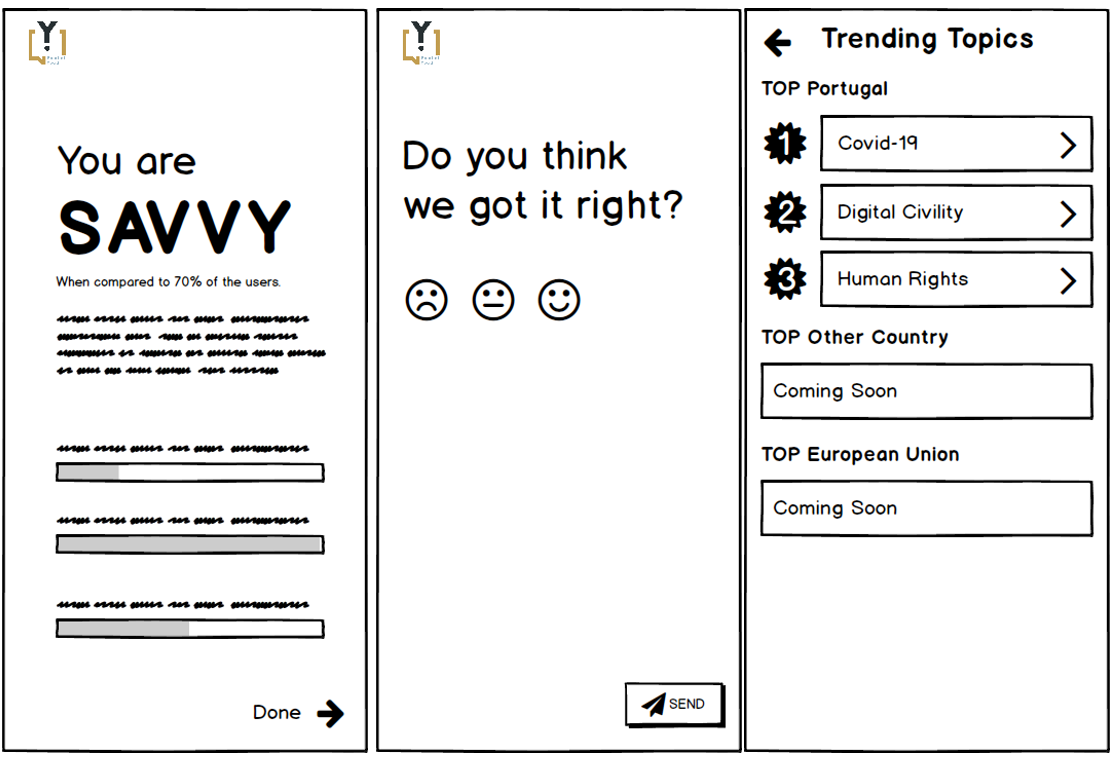 Y!
You are
SAVVY
When compared to 70% of the users.
Done
Y!
Do you think
we got it right?
SEND
Trending Topics
TOP Portugal
1 Covid-19
2 Digital Civility
3 Human Rights
TOP Other Country
Coming Soon
TOP European Union
Coming Soon